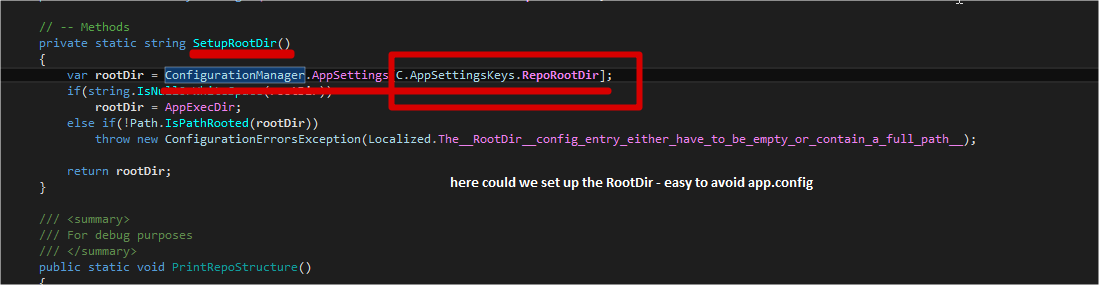 // -- Methods
private static string SetupRootDir()
{
var rootDir = ConfigurationManager.AppSettings[C.AppSettingsKeys.RepoRootDir];
if(string.IsNullOrWhiteSpace(rootDir))
rootDir = AppExecDir;
else if(!Path.IsPathRooted(rootDir))
throw new ConfigurationErrorsException(Localized.The__RootDir__config_entry_either_have_to_be_empty_or_contain_a_full_path__);
return rootDir;
here could we set up the RootDir - easy to avoid app.config
}
/// <summary>
/// For debug purposes
/// </summary>
public static void PrintRepoStructure()
{